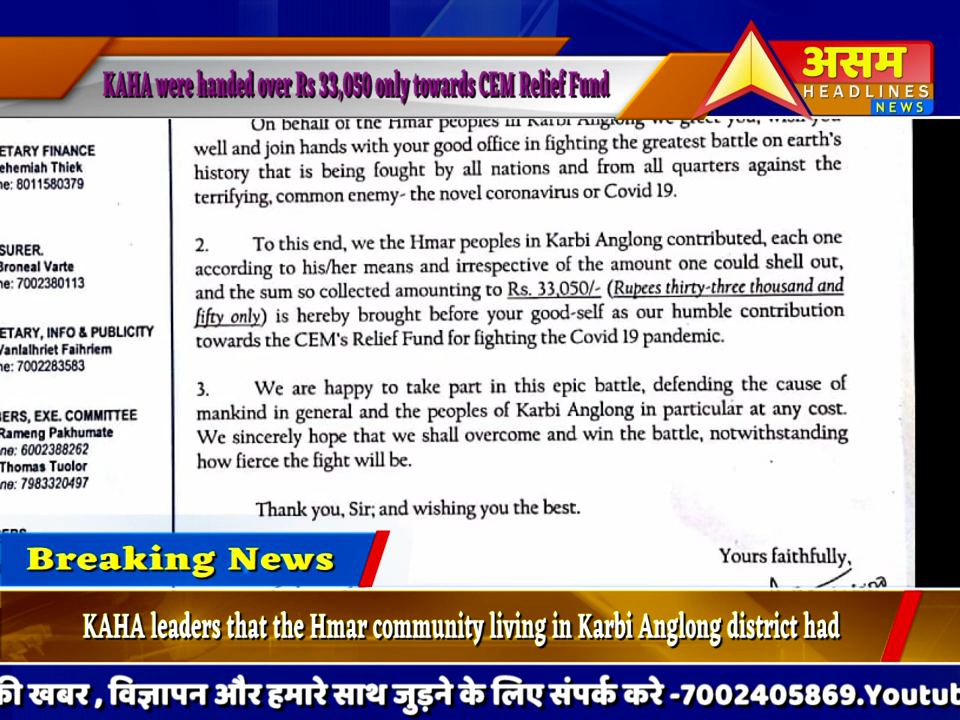 KAHA were handed over Rs 33,050 only towards CEM Relief Fund
असम
HEADLINES
NEWS
ETARY FINANCE
ehemiah Thiek
ne: 8011580379
SURER.
Broneal Varte
ne: 7002380113
ETARY, INFO & PUBLICITY
Vanlalhriet Faihriem
ne: 7002283583
BERS, EXE. COMMITTEE
Rameng Pakhumate
one: 6002388262
Thomas Tuolor
one: 7983320497
On behalf of the Hmar peoples in Karbi Anglong we greet you, wish you
well and join hands with your good office in fighting the greatest battle on earth's
history that is being fought by all nations and from all quarters against the
terrifying, common enemy- the novel coronavirus or Covid 19.
2. To this end, we the Hmar peoples in Karbi Anglong contributed, each one
according to his/her means and irrespective of the amount one could shell out,
and the sum so collected amounting to Rs. 33,050/- (Rupees thirty-three thousand and
fifty only) is hereby brought before your good-self as our humble contribution
towards the CEM's Relief Fund for fighting the Covid 19 pandemic.
3. We are happy to take part in this epic battle, defending the cause of
mankind in general and the peoples of Karbi Anglong in particular at any cost.
We sincerely hope that we shall overcome and win the battle, notwithstanding
how fierce the fight will be.
Thank you, Sir; and wishing you the best.
Yours faithfully,
Breaking News
KAHA leaders that the Hmar community living in Karbi Anglong district had
की खबर , विज्ञापन और हमारे साथ जुड़ने के लिए संपर्क करे -7002405869.Youtub